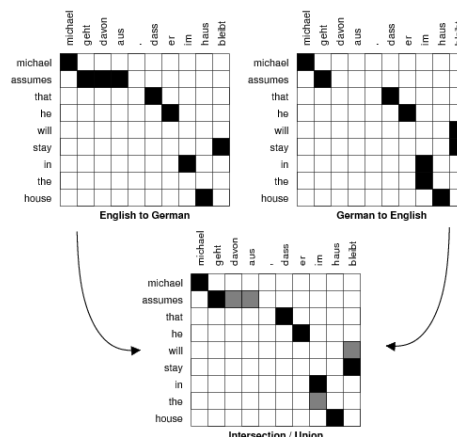 michael geht davon aus , dass er im haus bleibt
michael
assumes
that
he
will
stay
in
the
house
English to German
michael geht davon aus , dass er im haus bleibt
michael
assumes
that
he
will
stay
in
the
house
German to English
michael geht davon aus , dass er im haus bleibt
michael
assumes
that
he
will
stay
in
the
house
Intersection / Union